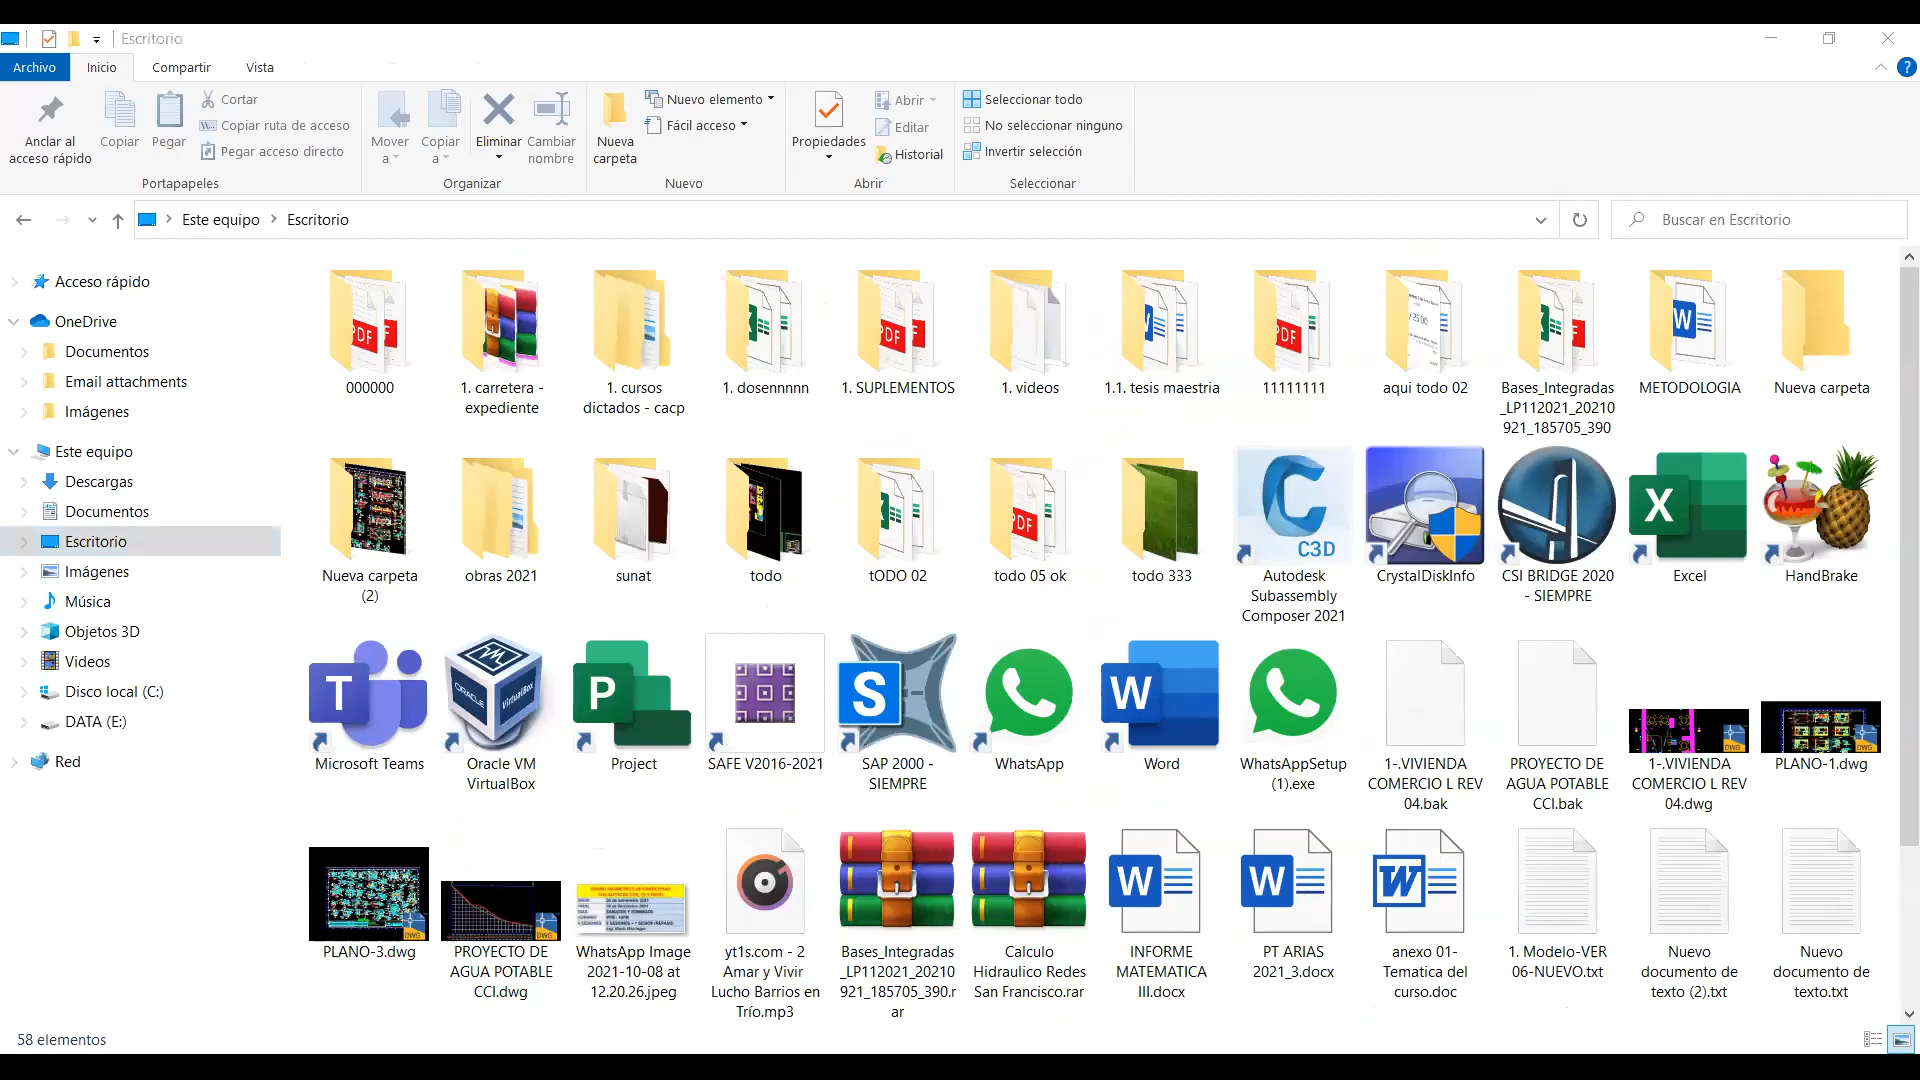 Escritorio
Archivo
Inicio
Compartir
Vista
Anclar al
acceso rápido
Copiar
Pegar
Cortar
Copiar ruta de acceso
Pegar acceso directo
Portapapeles
Mover
a
Copiar
a
Eliminar
Cambiar
nombre
Organizar
Nueva
carpeta
Nuevo elemento
Fácil acceso
Nuevo
Propiedades
Abrir
Editar
Historial
Abrir
Seleccionar todo
No seleccionar ninguno
Invertir selección
Seleccionar
Este equipo
Escritorio
Buscar en Escritorio
Acceso rápido
OneDrive
Documentos
Email attachments
Imágenes
Este equipo
Descargas
Documentos
Escritorio
Imágenes
Música
Objetos 3D
Videos
Disco local (C:)
DATA (E:)
Red
000000
1. carretera -
expediente
1. cursos
dictados - cacp
1. dosennnnn
1. SUPLEMENTOS
1. videos
1.1. tesis maestria
11111111
aqui todo 02
Bases_Integradas
_LP112021_20210
921_185705_390
METODOLOGIA
Nueva carpeta
Nueva carpeta
(2)
obras 2021
sunat
todo
tODO 02
todo 05 ok
todo 333
C3D
Autodesk
Subassembly
Composer 2021
CrystalDiskInfo
CSI BRIDGE 2020
- SIEMPRE
Excel
HandBrake
Microsoft Teams
Oracle VM
VirtualBox
Project
SAFE V2016-2021
SAP 2000 -
SIEMPRE
WhatsApp
Word
WhatsAppSetup
(1).exe
1-.VIVIENDA
COMERCIO L REV
04.bak
PROYECTO DE
AGUA POTABLE
CCI.bak
1-.VIVIENDA
COMERCIO L REV
04.dwg
PLANO-1.dwg
PLANO-3.dwg
PROYECTO DE
AGUA POTABLE
CCI.dwg
WhatsApp Image
2021-10-08 at
12.20.26.jpeg
yt1s.com - 2
Amar y Vivir
Lucho Barrios en
Trío.mp3
Bases_Integradas
_LP112021_20210
921_185705_390.r
ar
Calculo
Hidraulico Redes
San Francisco.rar
INFORME
MATEMATICA
III.docx
PT ARIAS
2021_3.docx
anexo 01-
Tematica del
curso.doc
1. Modelo-VER
06-NUEVO.txt
Nuevo
documento de
texto (2).txt
Nuevo
documento de
texto.txt
58 elementos